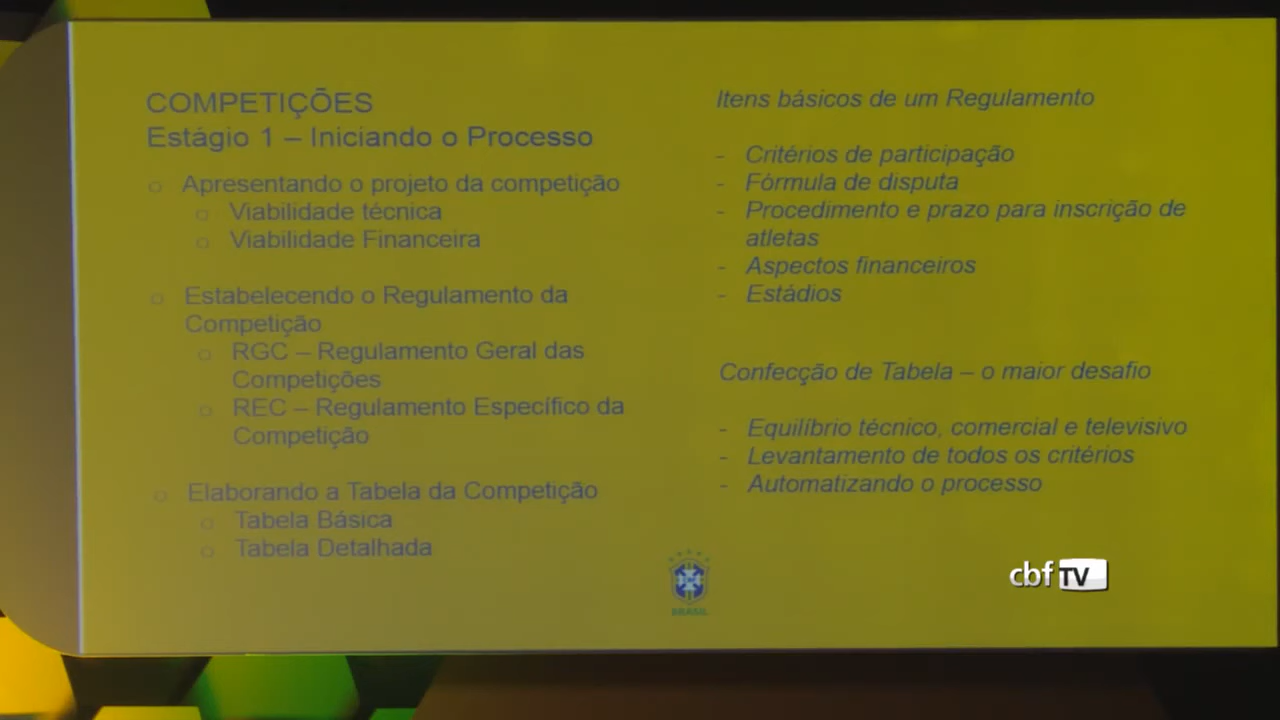 COMPETIÇÕES
Estágio 1 – Iniciando o Processo
o Apresentando o projeto da competição
o Viabilidade técnica
o Viabilidade Financeira
o Estabelecendo o Regulamento da
Competição
o RGC – Regulamento Geral das
Competições
o REC – Regulamento Específico da
Competição
o Elaborando a Tabela da Competição
o Tabela Básica
o Tabela Detalhada
Itens básicos de um Regulamento
- Critérios de participação
- Fórmula de disputa
- Procedimento e prazo para inscrição de
atletas
- Aspectos financeiros
- Estádios
Confecção de Tabela – o maior desafio
- Equilíbrio técnico, comercial e televisivo
- Levantamento de todos os critérios
- Automatizando o processo
BRASIL
cbf TV